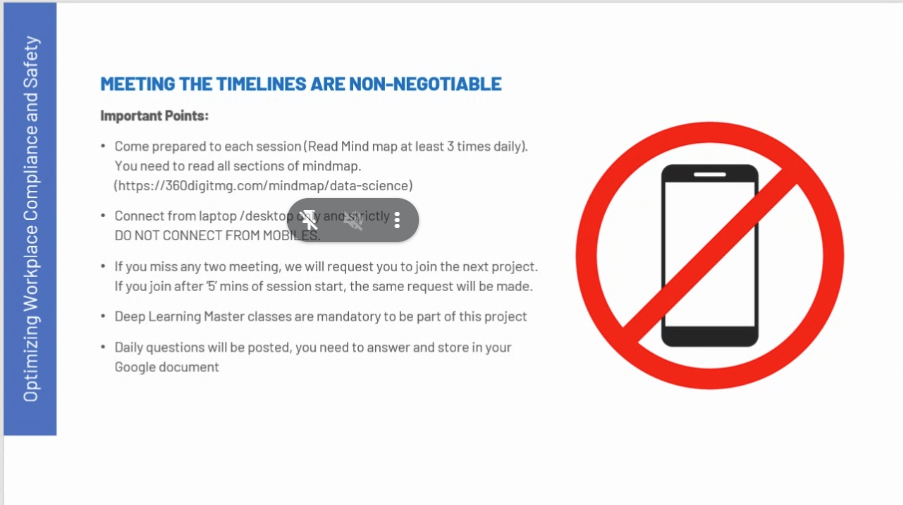 Optimizing Workplace Compliance and Safety
MEETING THE TIMELINES ARE NON-NEGOTIABLE
Important Points:
• Come prepared to each session (Read Mind map at least 3 times daily).
You need to read all sections of mindmap.
(https://360digitmg.com/mindmap/data-science)
• Connect from laptop /desktop only and strictly
DO NOT CONNECT FROM MOBILES.
• If you miss any two meeting, we will request you to join the next project.
If you join after '5' mins of session start, the same request will be made.
• Deep Learning Master classes are mandatory to be part of this project
• Daily questions will be posted, you need to answer and store in your
Google document